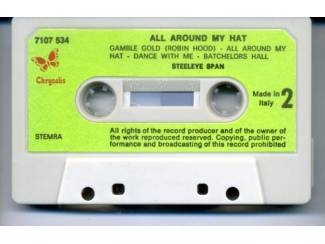 7107 534
ALL AROUND MY HAT
GAMBLE GOLD (ROBIN HOOD) - ALL AROUND MY
HAT - DANCE WITH ME - BATCHELORS HALL
STEELEYE SPAN
Chrysalis
Made in
Italy
2
STEMRA
All rights of the record producer and of the owner of
the work reproduced reserved. Copying, public per-
formance and broadcasting of this record prohibited